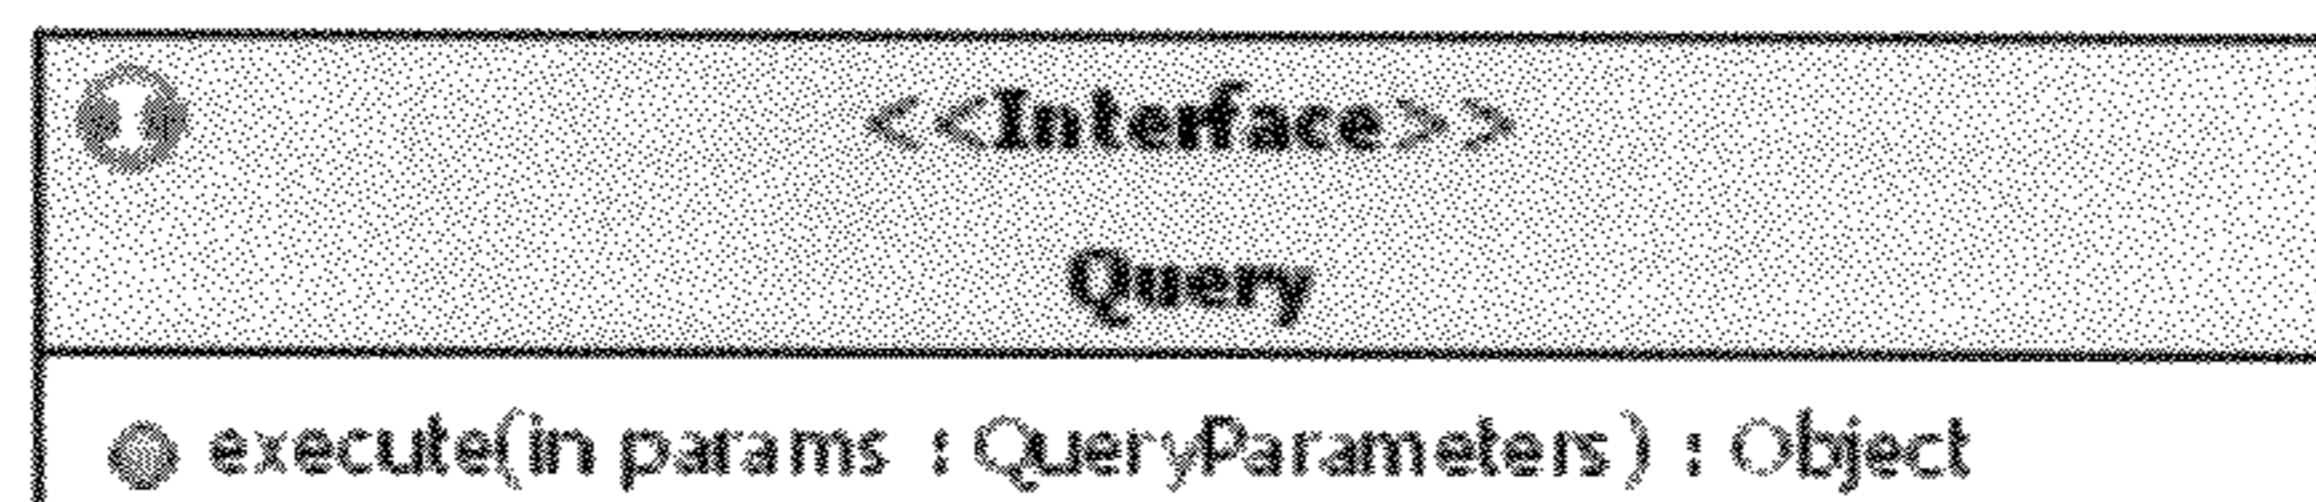 I
<<Interface>>
Query
execute(in params : QueryParameters) : Object